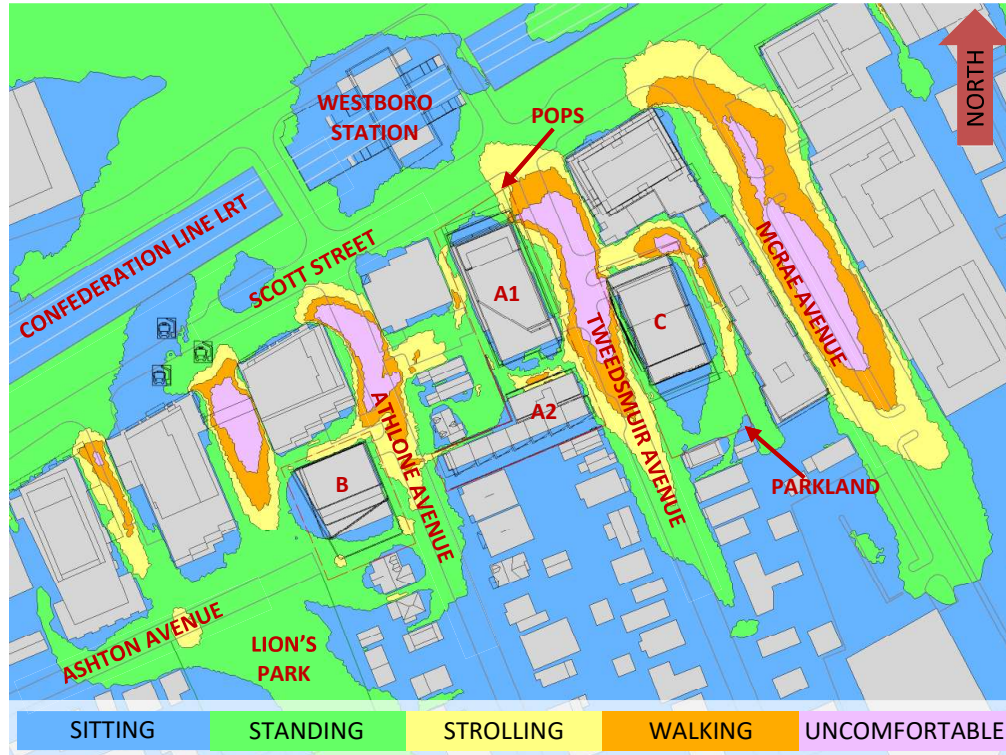 NORTH
WESTBORO
STATION
POPS
CONFEDERATION LINE LRT
SCOTT STREET
MCRAE AVENUE
A1
C
TWEEDSMUIR AVENUE
A2
ATHLONE AVENUE
B
PARKLAND
ASHTON AVENUE
LION'S
PARK
SITTING
STANDING
STROLLING
WALKING
UNCOMFORTABLE